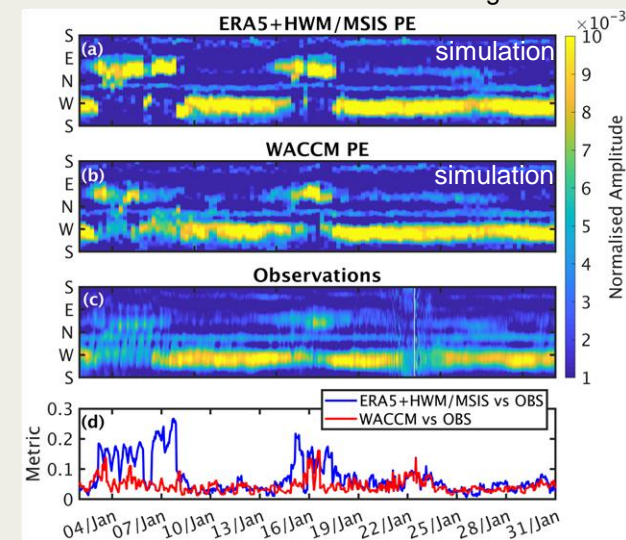 ERA5+HWM/MSIS PE
10⁻³
(a)
simulation
S
E
N
W
S
10
9
8
7
6
5
4
3
2
1
Normalised Amplitude
WACCM PE
(b)
simulation
S
E
N
W
S
Observations
(c)
S
E
N
W
S
ERA5+HWM/MSIS vs OBS
WACCM vs OBS
(d)
Metric
0.3
0.2
0.1
0
04/Jan 07/Jan 10/Jan 13/Jan 16/Jan 19/Jan 22/Jan 25/Jan 28/Jan 31/Jan